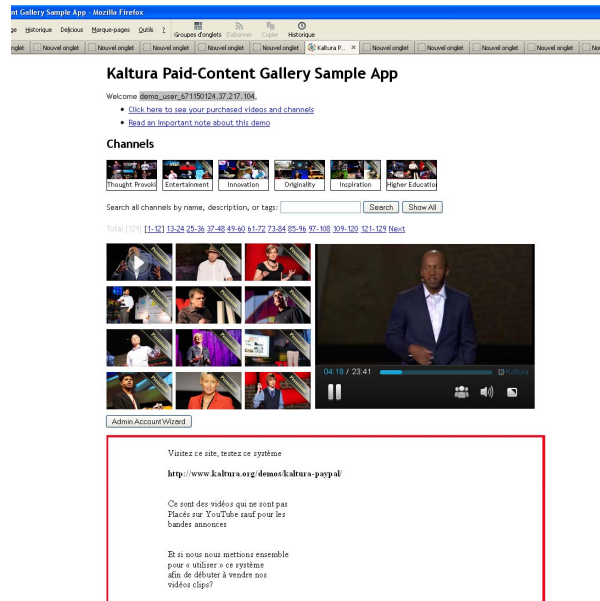 nt Gallery Sample App - Mozilla Firefox
ge Historique Delicious Marque-pages Outils ? Groupes d'onglets S'abonner Copier Historique
nglet Nouvel onglet Nouvel onglet Nouvel onglet Nouvel onglet Nouvel onglet Kaltura P... × Nouvel onglet Nouvel onglet Nouvel onglet Nouvel onglet
Kaltura Paid-Content Gallery Sample App
Welcome demo_user_671150124.37.217.104,
Click here to see your purchased videos and channels
Read an important note about this demo
Channels
Thought Provoki Entertainment Innovation Originality Inspiration Higher Educatio
Search all channels by name, description, or tags: Search Show All
Total (129) [1-12] 13-24 25-36 37-48 49-60 61-72 73-84 85-96 97-108 109-120 121-129 Next
04:18 / 23:41 Kaltura
Admin Account Wizard
Visitez ce site, testez ce système
http://www.kaltura.org/demos/kaltura-paypal/
Ce sont des vidéos qui ne sont pas
Placés sur YouTube sauf pour les
bandes annonces
Et si nous nous mettions ensemble
pour « utiliser » ce système
afin de débuter à vendre nos
vidéos clips?